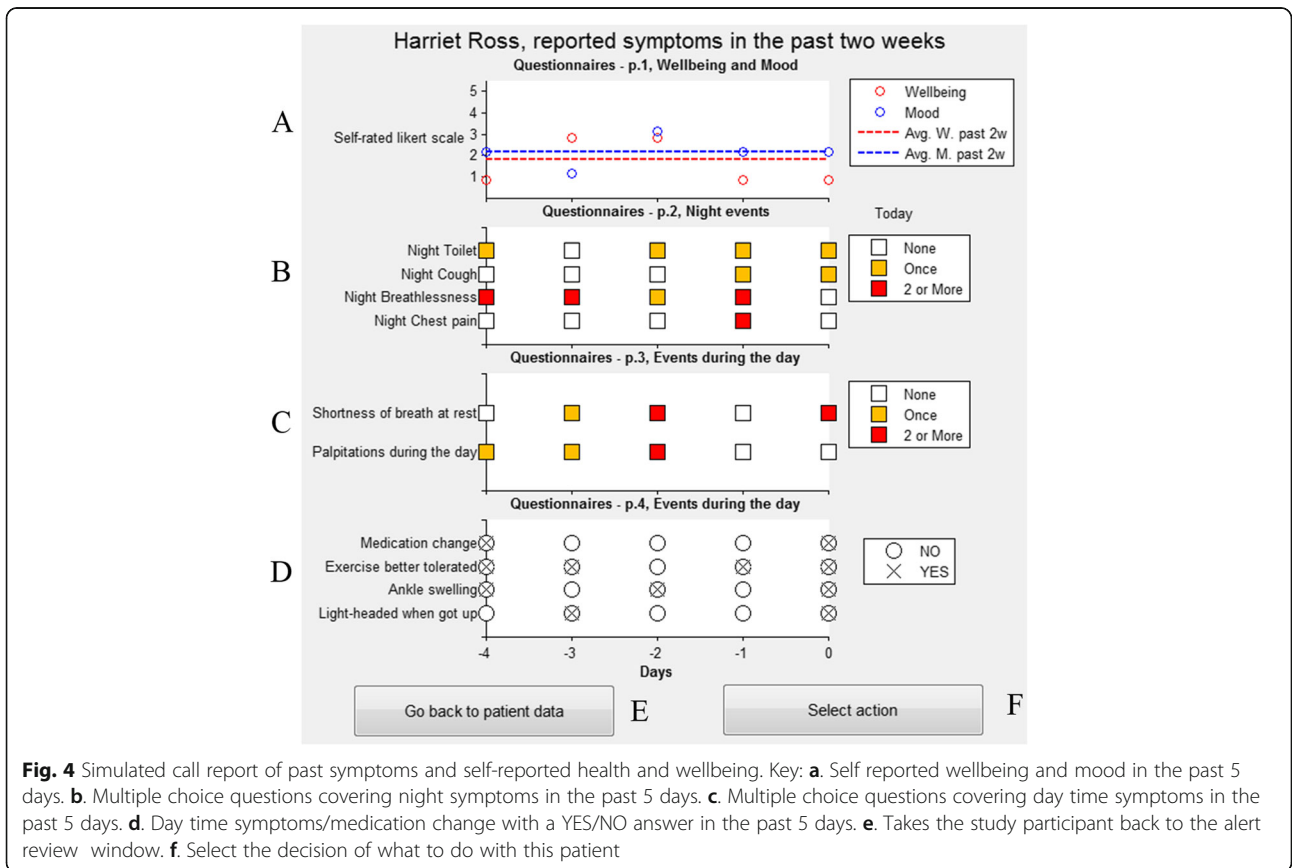 Harriet Ross, reported symptoms in the past two weeks
Questionnaires - p.1, Wellbeing and Mood
A
Self-rated likert scale
5
4
3
2
1
Wellbeing
Mood
Avg. W. past 2w
Avg. M. past 2w
Questionnaires - p.2, Night events
Today
B
Night Toilet
Night Cough
Night Breathlessness
Night Chest pain
None
Once
2 or More
Questionnaires - p.3, Events during the day
C
Shortness of breath at rest
Palpitations during the day
None
Once
2 or More
Questionnaires - p.4, Events during the day
D
Medication change
Exercise better tolerated
Ankle swelling
Light-headed when got up
NO
YES
-4 -3 -2 -1 0
Days
Go back to patient data
E
Select action
F
Fig. 4 Simulated call report of past symptoms and self-reported health and wellbeing. Key: a. Self reported wellbeing and mood in the past 5
days. b. Multiple choice questions covering night symptoms in the past 5 days. c. Multiple choice questions covering day time symptoms in the
past 5 days. d. Day time symptoms/medication change with a YES/NO answer in the past 5 days. e. Takes the study participant back to the alert
review window. f. Select the decision of what to do with this patient